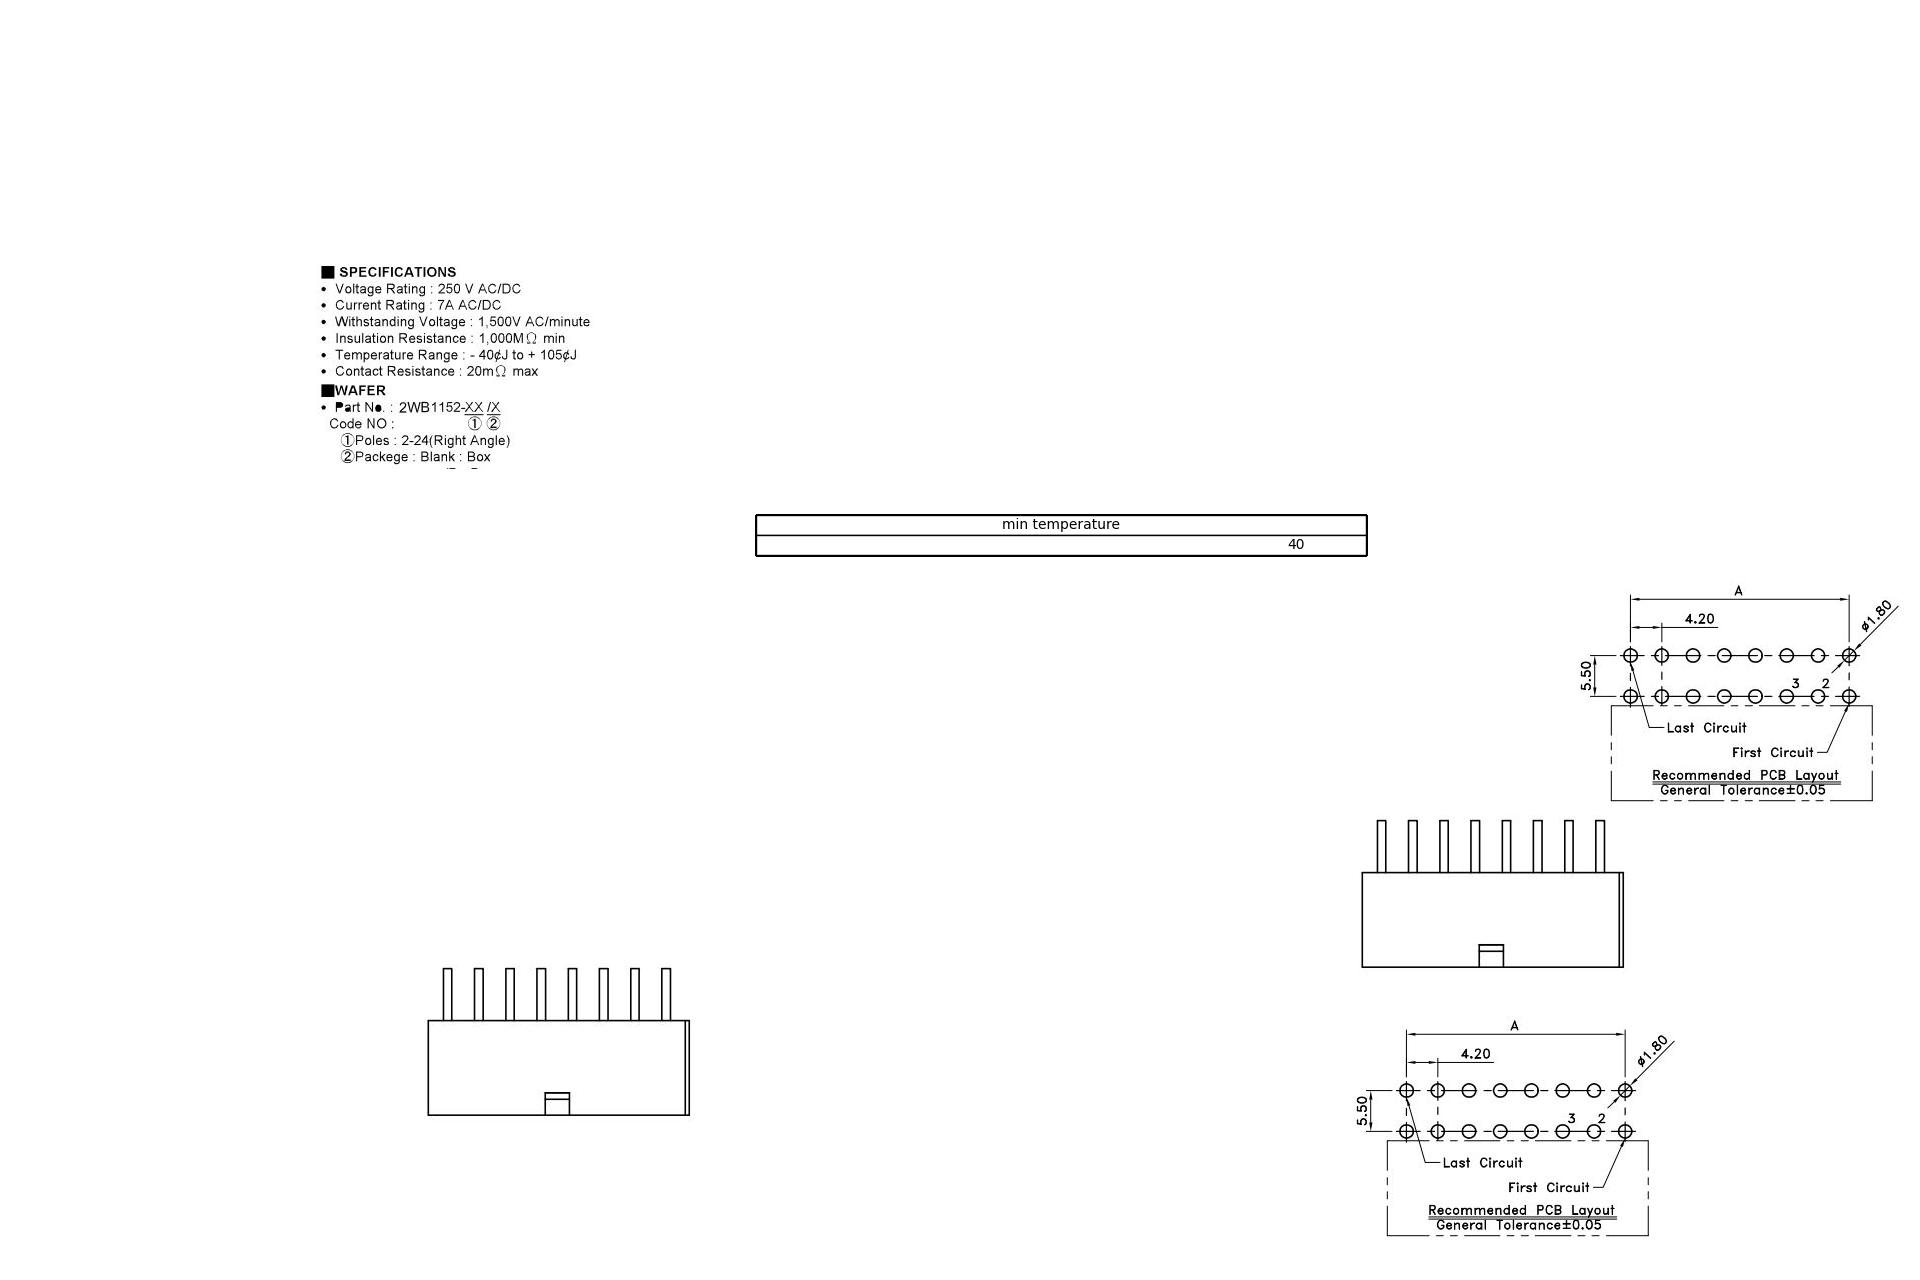 ■ SPECIFICATIONS
• Voltage Rating : 250 V AC/DC
• Current Rating : 7A AC/DC
• Withstanding Voltage : 1,500V AC/minute
• Insulation Resistance : 1,000MΩ min
• Temperature Range : - 40¢J to + 105¢J
• Contact Resistance : 20mΩ max
■WAFER
• Part No. : 2WB1152-XX /X
Code NO : ① ②
①Poles : 2-24(Right Angle)
②Packege : Blank : Box
min temperature
40
A
4.20
ø1.80
5.50
3 2
Last Circuit
First Circuit
Recommended PCB Layout
General Tolerance±0.05
A
4.20
ø1.80
5.50
3 2
Last Circuit
First Circuit
Recommended PCB Layout
General Tolerance±0.05